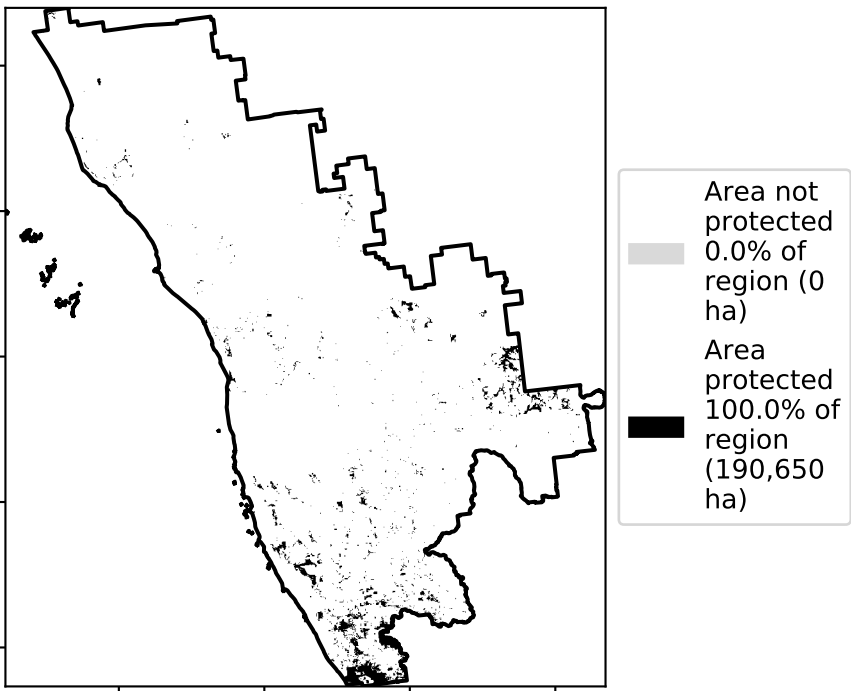 Area not
protected
0.0% of
region (0
ha)
Area
protected
100.0% of
region
(190,650
ha)